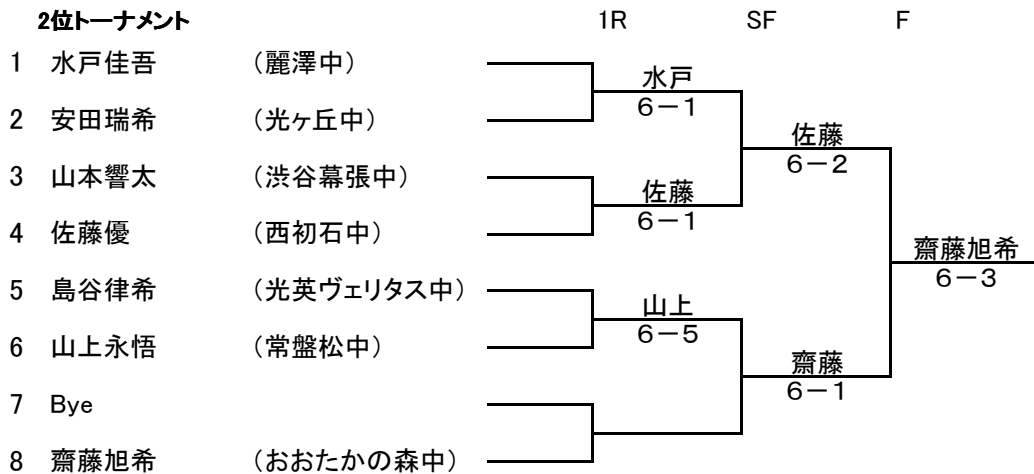 2位トーナメント 1R SF F
1 水戸佳吾 (麗澤中)
水戸
6-1
2 安田瑞希 (光ヶ丘中)
佐藤
6-2
3 山本響太 (渋谷幕張中)
佐藤
6-1
4 佐藤優 (西初石中)
齋藤旭希
6-3
5 島谷律希 (光英ヴェリタス中)
山上
6-5
6 山上永悟 (常盤松中)
齋藤
6-1
7 Bye
8 齋藤旭希 (おおたかの森中)